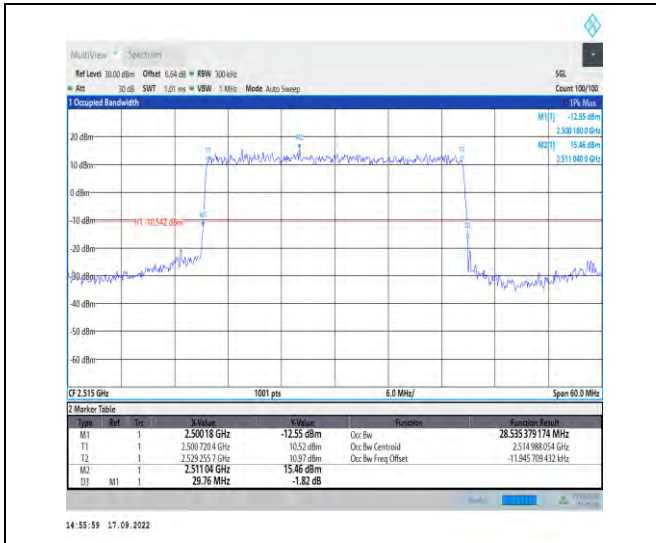 MultiView Spectrum
Ref Level 30.00 dBm Offset 6.64 dB RBW 300 kHz SGL
Att 30 dB SWT 1.01 ms VBW 1 MHz Mode Auto Sweep Count 100/100
1 Occupied Bandwidth 1Pk Max
M1[1] -12.55 dBm
2.500 180 0 GHz
M2[1] 15.46 dBm
2.511 040 0 GHz
20 dBm
M2
T1 T2
10 dBm
0 dBm
M1
-10 dBm H1 -10.542 dBm
D3
-20 dBm
-30 dBm
-40 dBm
-50 dBm
-60 dBm
CF 2.515 GHz 1001 pts 6.0 MHz/ Span 60.0 MHz
2 Marker Table
Type Ref Trc X-Value Y-Value Function Function Result
M1 1 2.50018 GHz -12.55 dBm Occ Bw 28.535 379 174 MHz
T1 1 2.500 720 4 GHz 10.52 dBm Occ Bw Centroid 2.514 988 054 GHz
T2 1 2.529 255 7 GHz 10.97 dBm Occ Bw Freq Offset -11.945 709 432 kHz
M2 1 2.51104 GHz 15.46 dBm
D3 M1 1 29.76 MHz -1.82 dB
14:55:59 17.09.2022